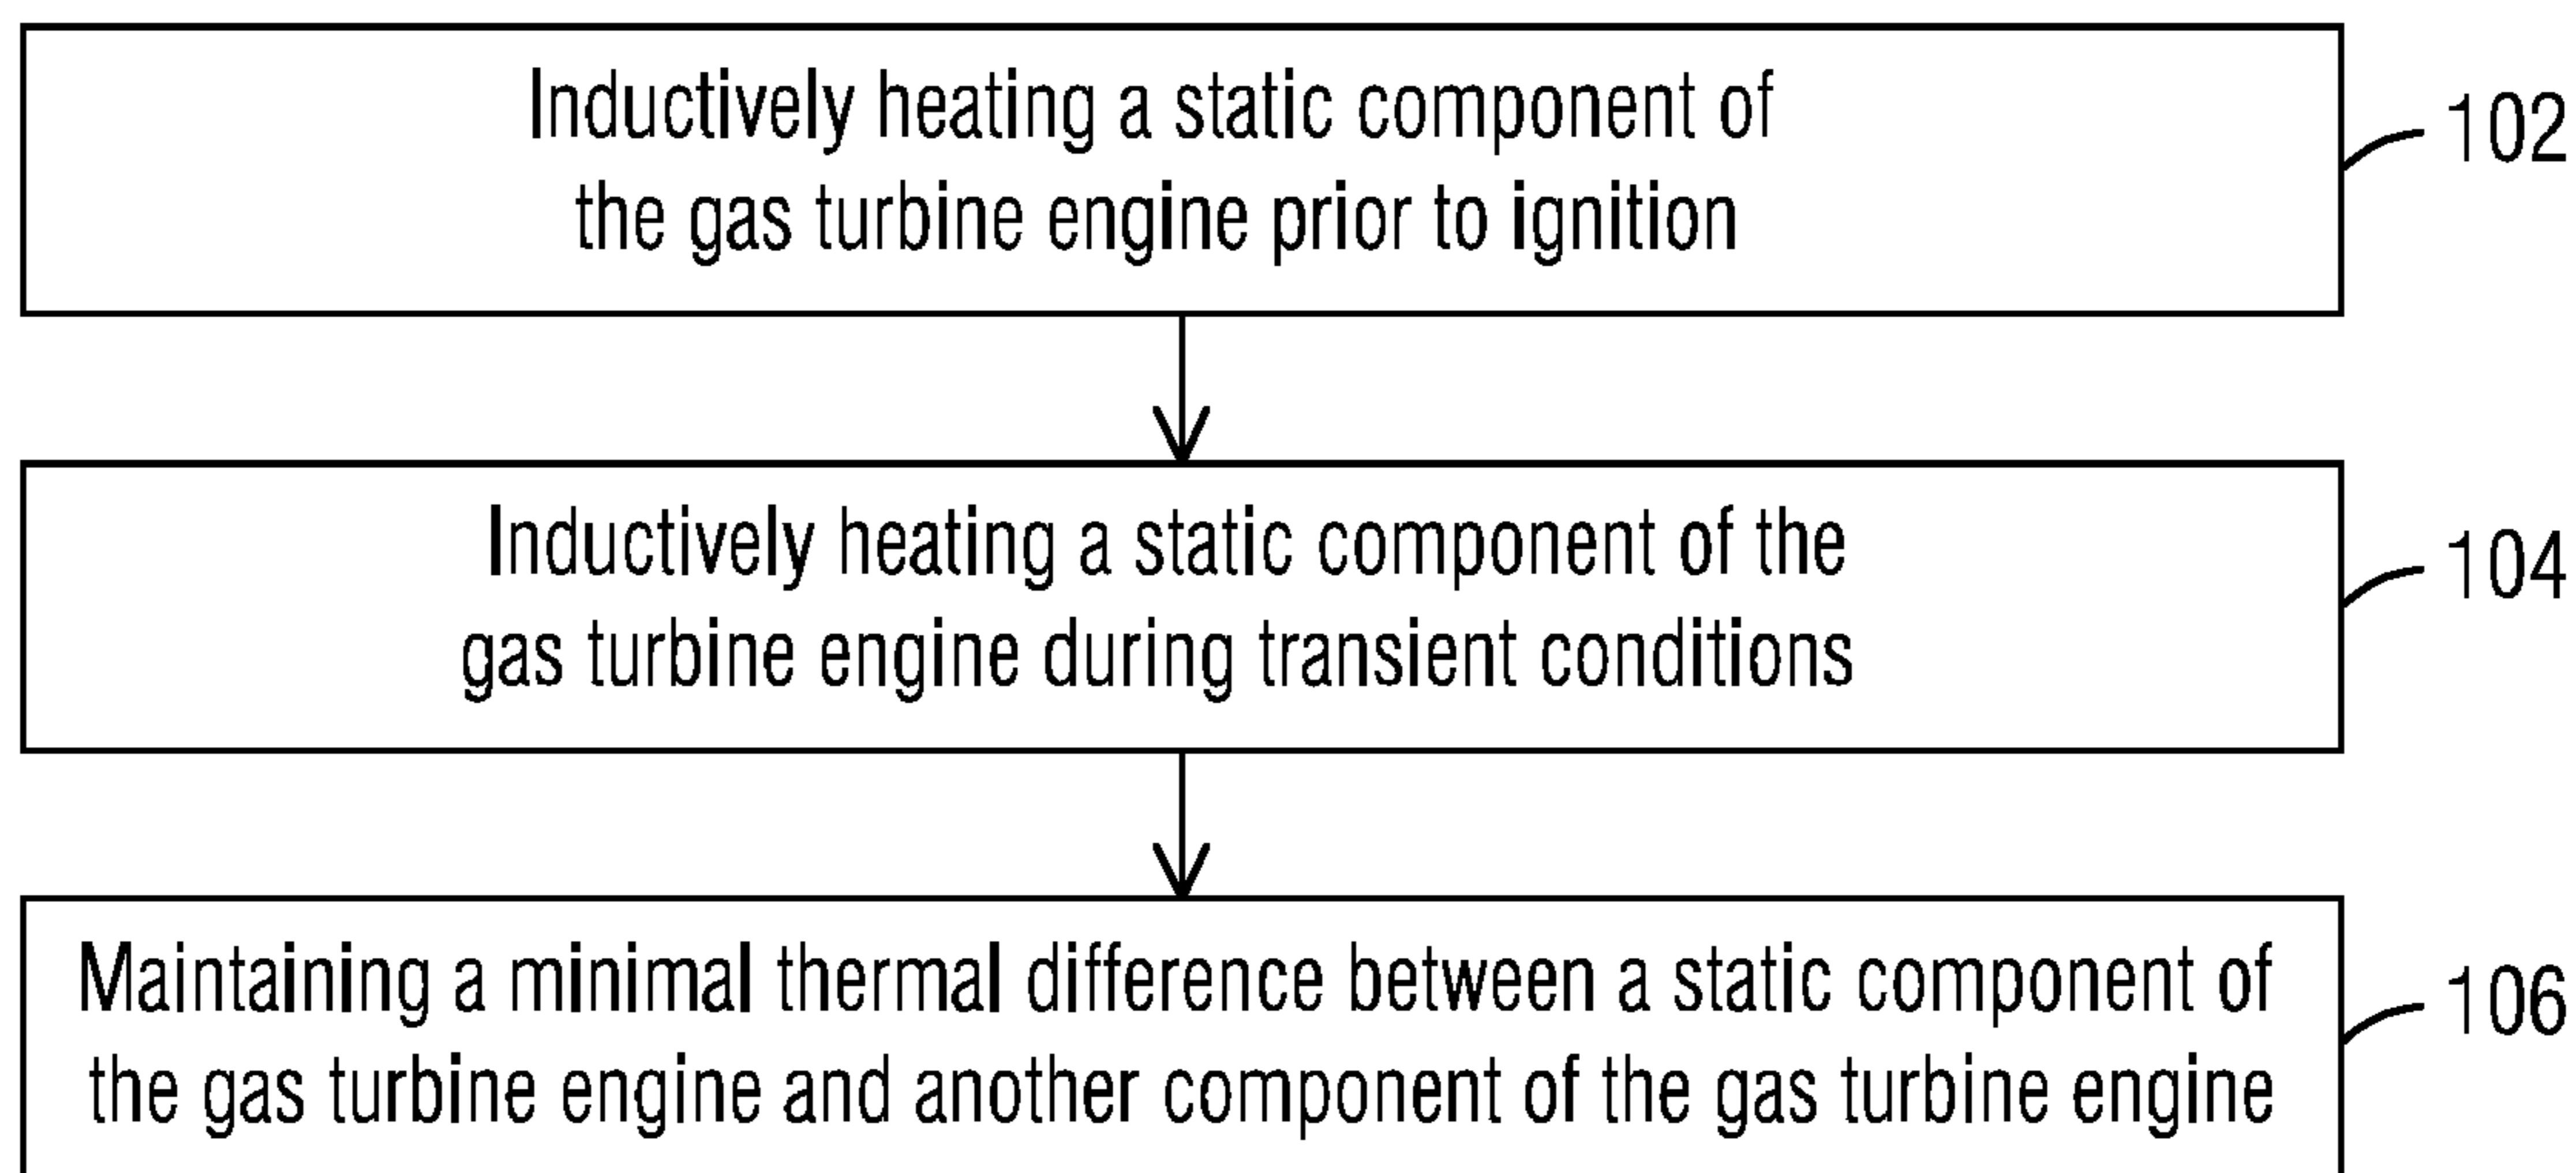 Inductively heating a static component of
the gas turbine engine prior to ignition
102
Inductively heating a static component of the
gas turbine engine during transient conditions
104
Maintaining a minimal thermal difference between a static component of
the gas turbine engine and another component of the gas turbine engine
106